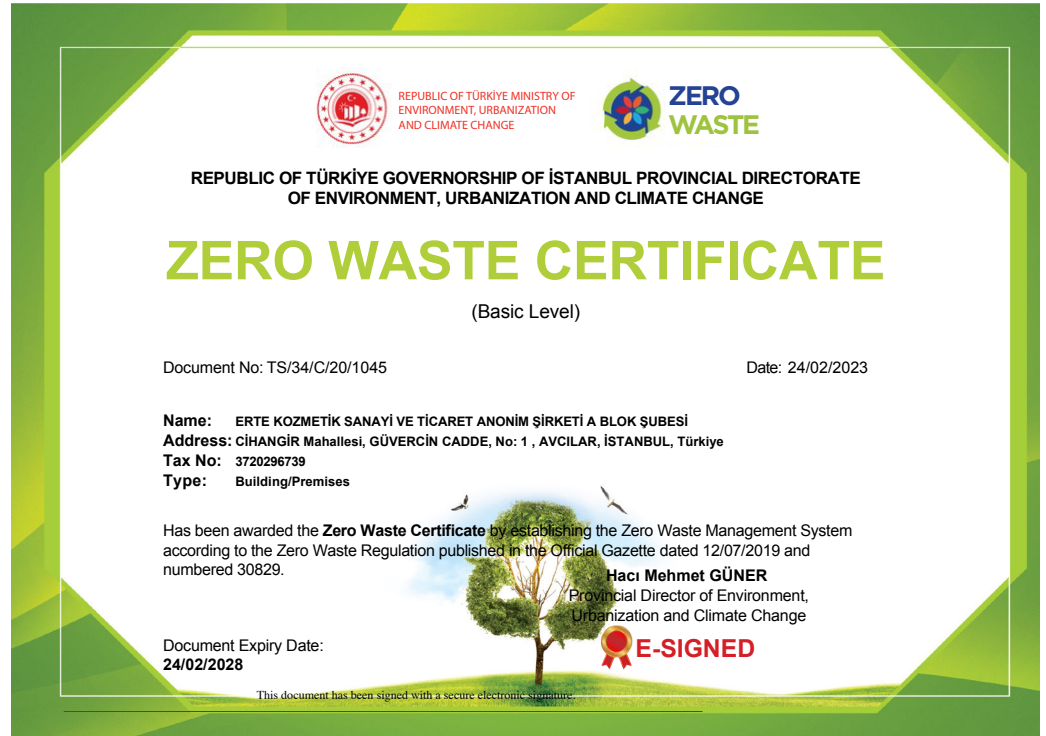 REPUBLIC OF TÜRKİYE MINISTRY OF
ENVIRONMENT, URBANIZATION
AND CLIMATE CHANGE
ZERO
WASTE
REPUBLIC OF TÜRKİYE GOVERNORSHIP OF İSTANBUL PROVINCIAL DIRECTORATE
OF ENVIRONMENT, URBANIZATION AND CLIMATE CHANGE
ZERO WASTE CERTIFICATE
(Basic Level)
Document No: TS/34/C/20/1045 Date: 24/02/2023
Name: ERTE KOZMETİK SANAYİ VE TİCARET ANONİM ŞİRKETİ A BLOK ŞUBESİ
Address: CİHANGİR Mahallesi, GÜVERCİN CADDE, No: 1 , AVCILAR, İSTANBUL, Türkiye
Tax No: 3720296739
Type: Building/Premises
Has been awarded the Zero Waste Certificate by establishing the Zero Waste Management System
according to the Zero Waste Regulation published in the Official Gazette dated 12/07/2019 and
numbered 30829.
Hacı Mehmet GÜNER
Provincial Director of Environment,
Urbanization and Climate Change
E-SIGNED
Document Expiry Date:
24/02/2028
This document has been signed with a secure electronic signature.